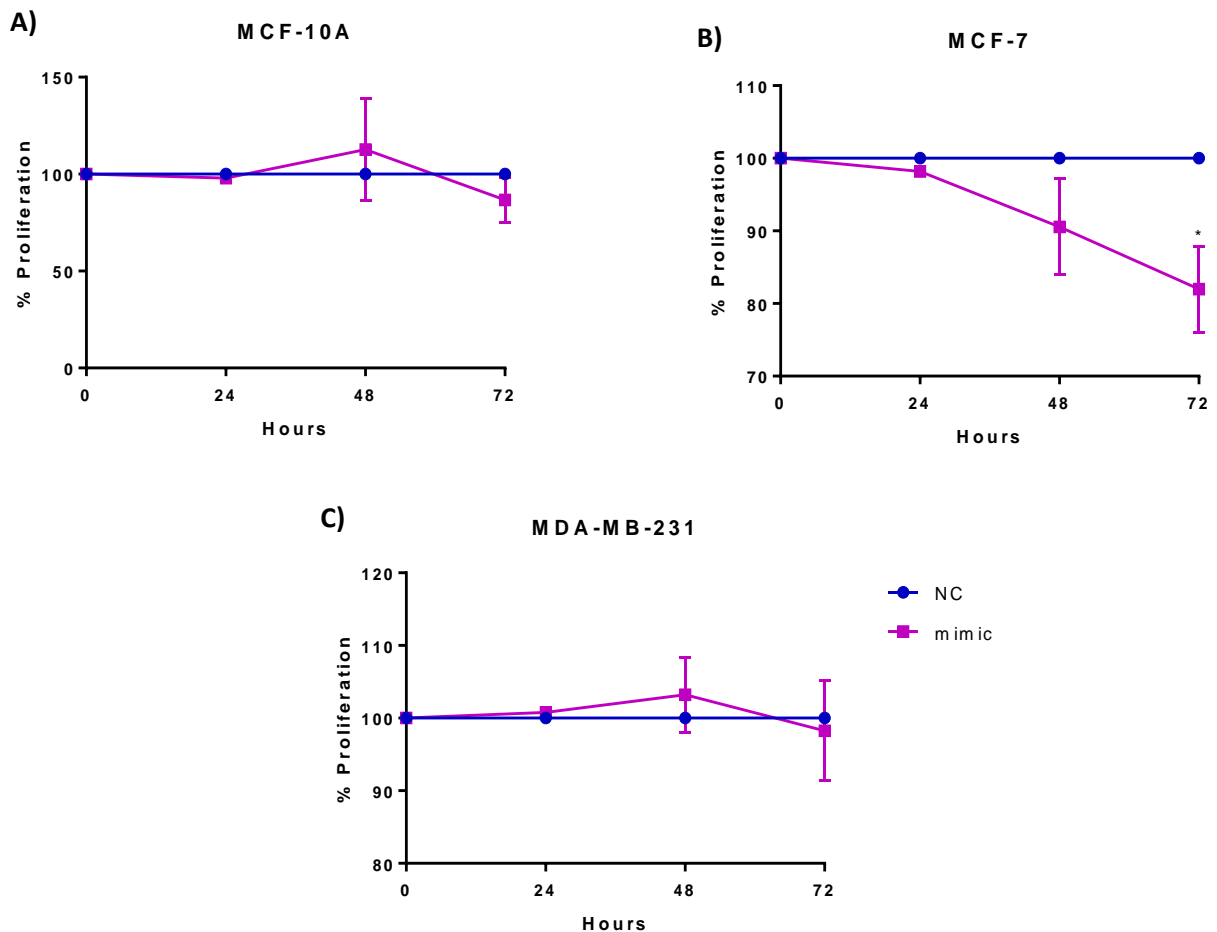 A)
MCF-10A
150
100
50
0
% Proliferation
0 24 48 72
Hours
B)
MCF-7
110
100
90
80
70
% Proliferation
*
0 24 48 72
Hours
C)
MDA-MB-231
120
110
100
90
80
% Proliferation
0 24 48 72
Hours
NC
mimic